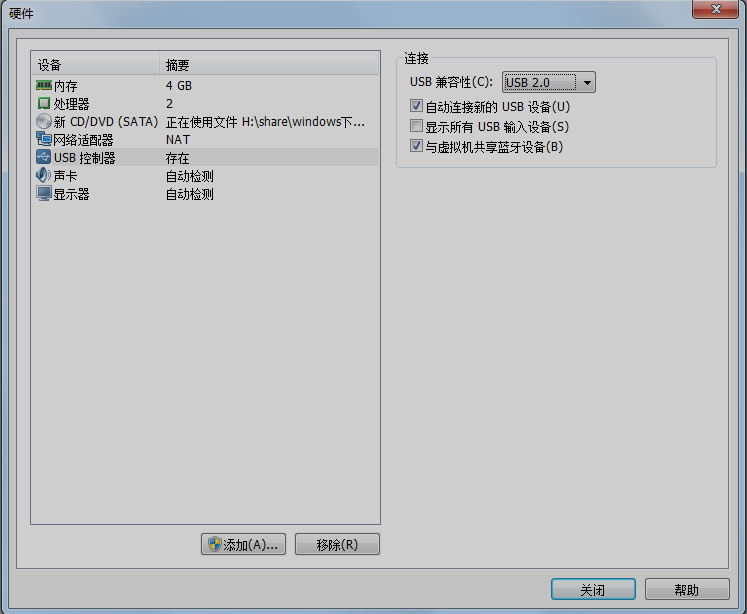 硬件
设备 摘要
内存 4 GB
处理器 2
新 CD/DVD (SATA) 正在使用文件 H:\share\windows下...
网络适配器 NAT
USB 控制器 存在
声卡 自动检测
显示器 自动检测
添加(A)... 移除(R)
连接
USB 兼容性(C): USB 2.0
自动连接新的 USB 设备(U)
显示所有 USB 输入设备(S)
与虚拟机共享蓝牙设备(B)
关闭 帮助